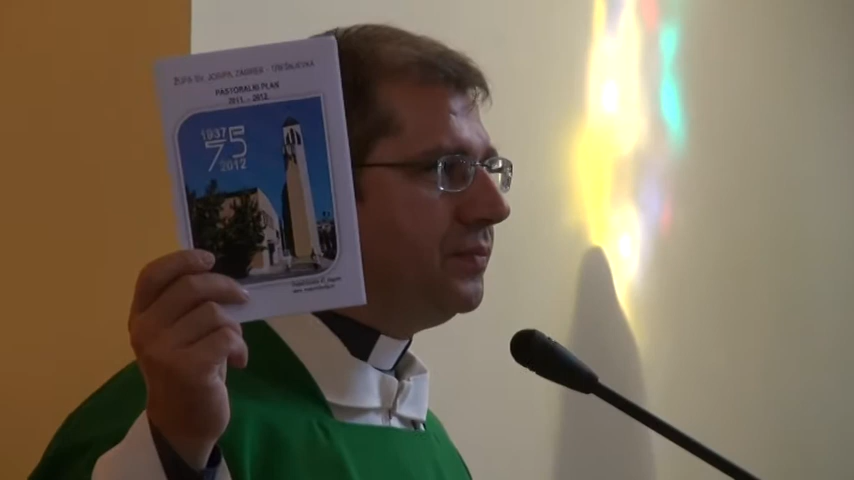 ŽUPA SV. JOSIPA, ZAGREB - TREŠNJEVKA
PASTORALNI PLAN
2011. - 2012.
1937
75
2012